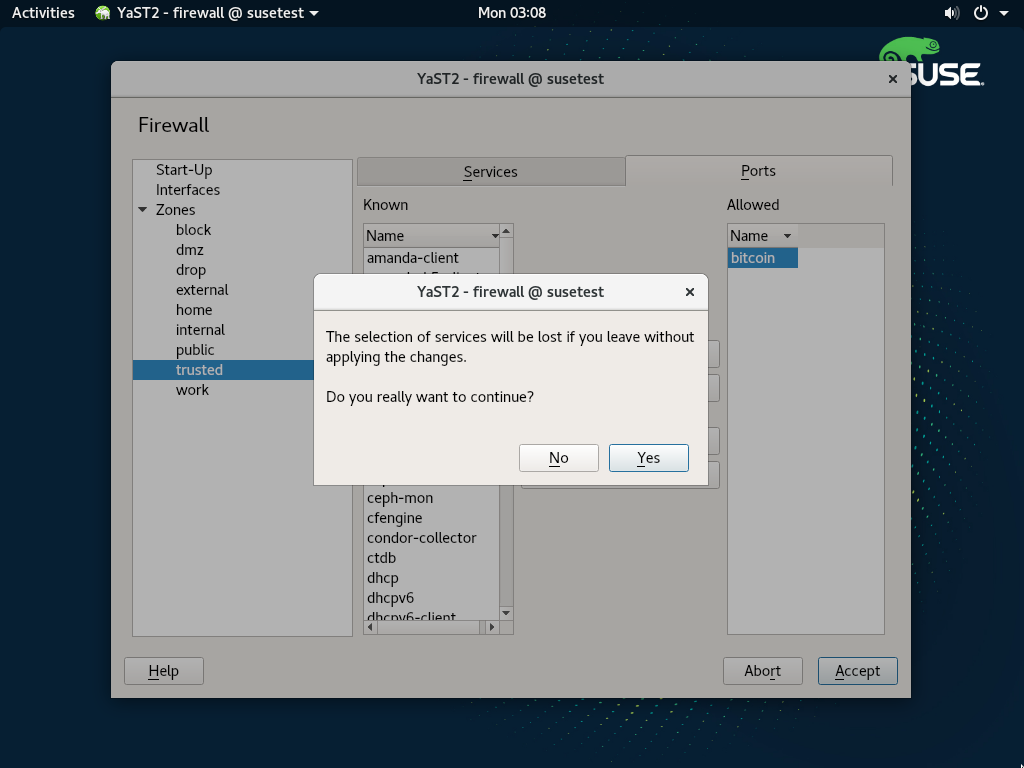 Activities
YaST2 - firewall @ susetest
Mon 03:08
SUSE
YaST2 - firewall @ susetest
Firewall
Start-Up
Interfaces
Zones
block
dmz
drop
external
home
internal
public
trusted
work
Services
Ports
Known
Name
amanda-client
Allowed
Name
bitcoin
YaST2 - firewall @ susetest
The selection of services will be lost if you leave without
applying the changes.
Do you really want to continue?
No
Yes
ceph-mon
cfengine
condor-collector
ctdb
dhcp
dhcpv6
dhcpv6-client
Help
Abort
Accept